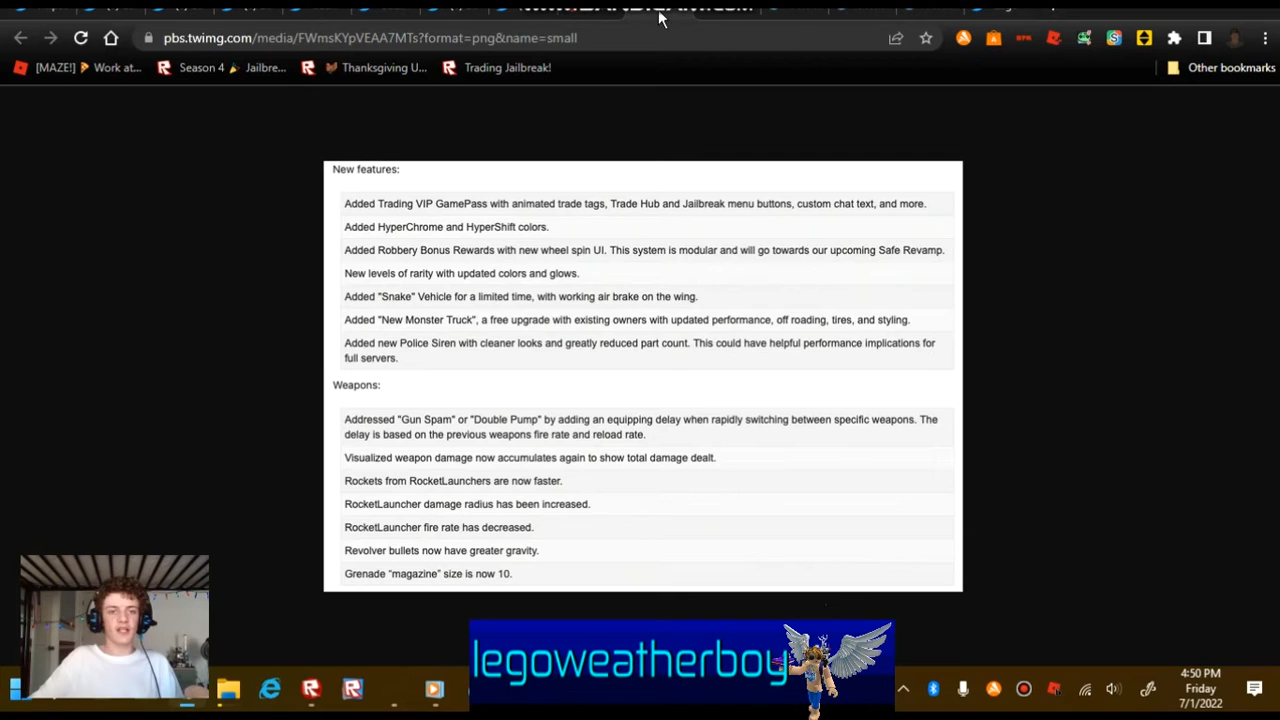 pbs.twimg.com/media/FWmsKYpVEAA7MTs?format=png&name=small
[MAZE!] Work at... Season 4 Jailbre... Thanksgiving U... Trading Jailbreak! Other bookmarks
New features:
Added Trading VIP GamePass with animated trade tags, Trade Hub and Jailbreak menu buttons, custom chat text, and more.
Added HyperChrome and HyperShift colors.
Added Robbery Bonus Rewards with new wheel spin UI. This system is modular and will go towards our upcoming Safe Revamp.
New levels of rarity with updated colors and glows.
Added "Snake" Vehicle for a limited time, with working air brake on the wing.
Added "New Monster Truck", a free upgrade with existing owners with updated performance, off roading, tires, and styling.
Added new Police Siren with cleaner looks and greatly reduced part count. This could have helpful performance implications for
full servers.
Weapons:
Addressed "Gun Spam" or "Double Pump" by adding an equipping delay when rapidly switching between specific weapons. The
delay is based on the previous weapons fire rate and reload rate.
Visualized weapon damage now accumulates again to show total damage dealt.
Rockets from RocketLaunchers are now faster.
RocketLauncher damage radius has been increased.
RocketLauncher fire rate has decreased.
Revolver bullets now have greater gravity.
Grenade “magazine” size is now 10.
legoweatherboy
4:50 PM
Friday
7/1/2022